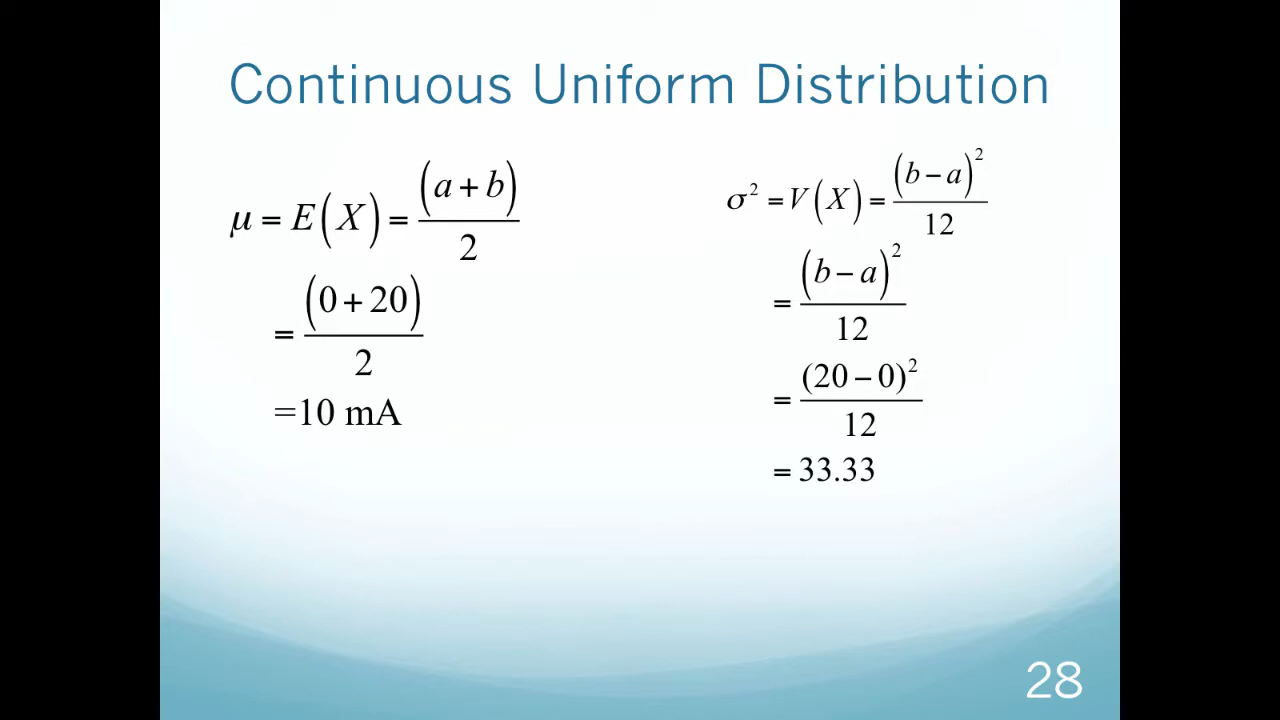 Continuous Uniform Distribution
μ = E(X) = (a + b) / 2
= (0 + 20) / 2
=10 mA
σ² = V(X) = (b − a)² / 12
= (b − a)² / 12
= (20 − 0)² / 12
= 33.33
28